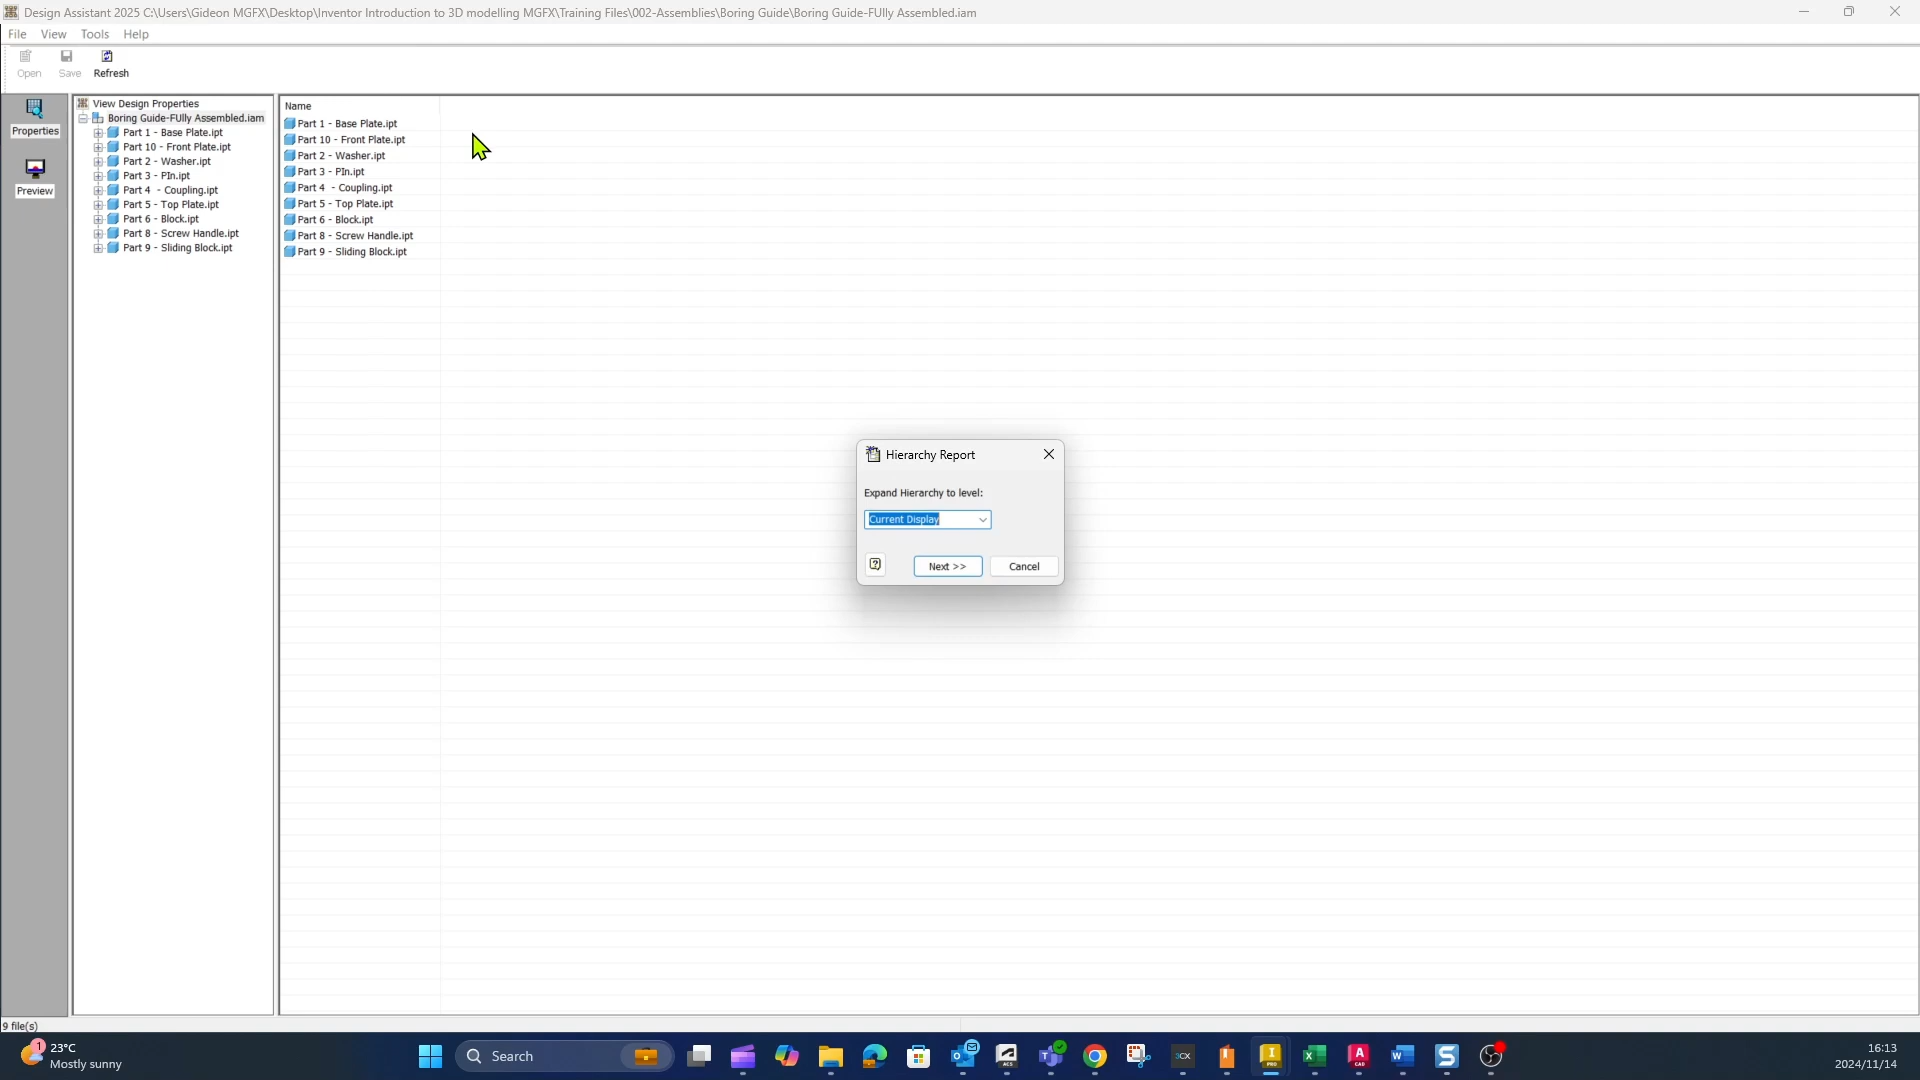 Design Assistant 2025 C:\Users\Gideon MGFX\Desktop\Inventor Introduction to 3D modelling MGFX\Training Files\002-Assemblies\Boring Guide\Boring Guide-FUlly Assembled.iam
File View Tools Help
Open Save Refresh
Properties
Preview
View Design Properties
Boring Guide-FUlly Assembled.iam
Part 1 - Base Plate.ipt
Part 10 - Front Plate.ipt
Part 2 - Washer.ipt
Part 3 - PIn.ipt
Part 4  - Coupling.ipt
Part 5 - Top Plate.ipt
Part 6 - Block.ipt
Part 8 - Screw Handle.ipt
Part 9 - Sliding Block.ipt
Name
Part 1 - Base Plate.ipt
Part 10 - Front Plate.ipt
Part 2 - Washer.ipt
Part 3 - PIn.ipt
Part 4  - Coupling.ipt
Part 5 - Top Plate.ipt
Part 6 - Block.ipt
Part 8 - Screw Handle.ipt
Part 9 - Sliding Block.ipt
Hierarchy Report
Expand Hierarchy to level:
Current Display
Next >> Cancel
9 file(s)
1
23°C
Mostly sunny
Search
16:13
2024/11/14